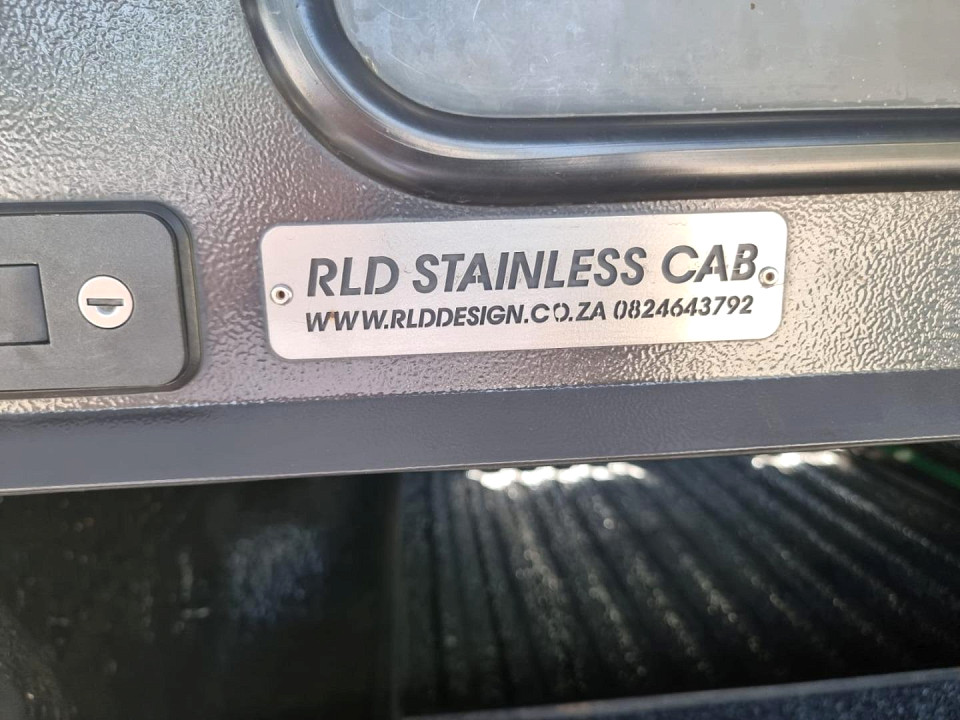 RLD STAINLESS CAB
WWW.RLDDESIGN.CO.ZA 0824643792